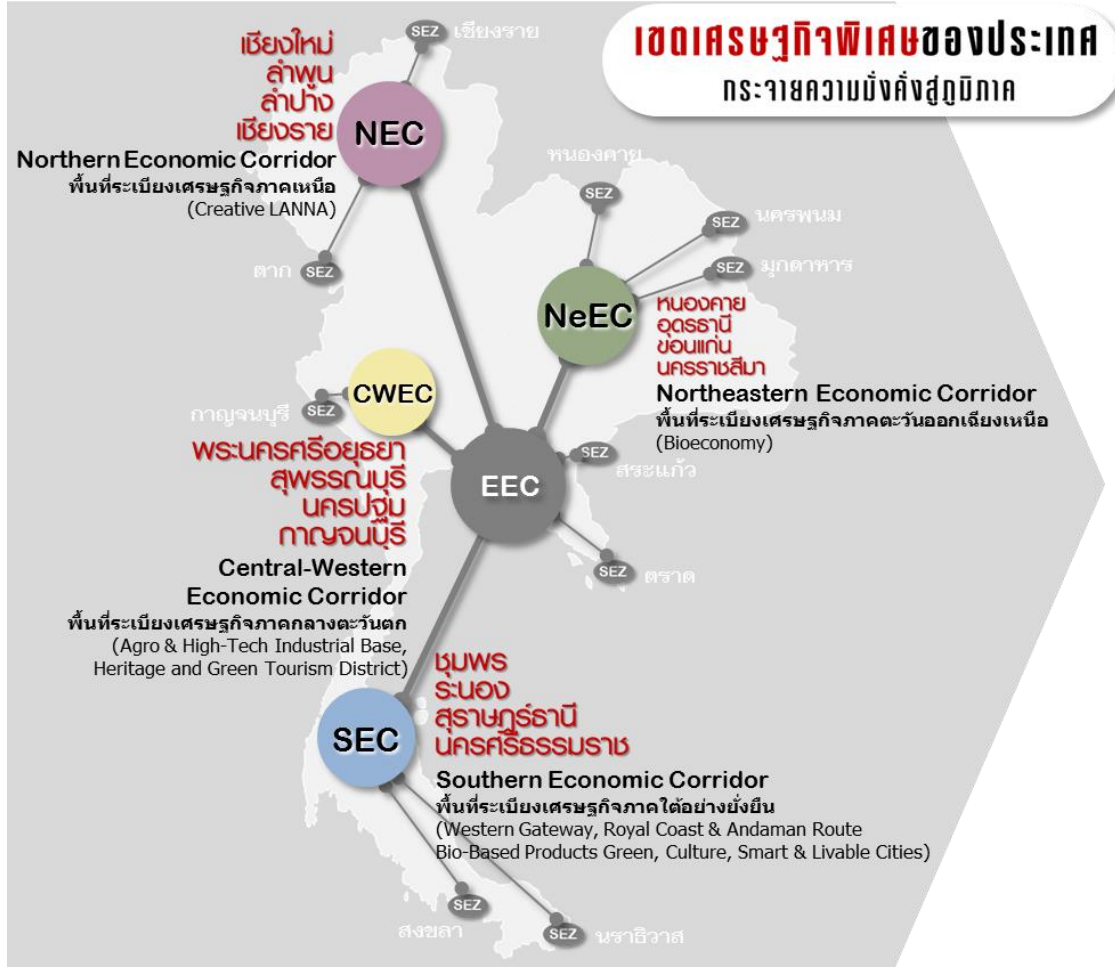 เขตเศรษฐกิจพิเศษของประเทศ
กระจายความมั่งคั่งสู่ภูมิภาค
SEZ เชียงราย
เชียงใหม่
ลำพูน
ลำปาง
เชียงราย
NEC
Northern Economic Corridor
พื้นที่ระเบียงเศรษฐกิจภาคเหนือ
(Creative LANNA)
ตาก SEZ
หนองคาย
SEZ
SEZ นครพนม
SEZ มุกดาหาร
NeEC
หนองคาย
อุดรธานี
ขอนแก่น
นครราชสีมา
Northeastern Economic Corridor
พื้นที่ระเบียงเศรษฐกิจภาคตะวันออกเฉียงเหนือ
(Bioeconomy)
CWEC
กาญจนบุรี SEZ
พระนครศรีอยุธยา
สุพรรณบุรี
นครปฐม
กาญจนบุรี
Central-Western
Economic Corridor
พื้นที่ระเบียงเศรษฐกิจภาคกลางตะวันตก
(Agro & High-Tech Industrial Base,
Heritage and Green Tourism District)
EEC
SEZ สระแก้ว
SEZ ตราด
SEC
ชุมพร
ระนอง
สุราษฎร์ธานี
นครศรีธรรมราช
Southern Economic Corridor
พื้นที่ระเบียงเศรษฐกิจภาคใต้อย่างยั่งยืน
(Western Gateway, Royal Coast & Andaman Route
Bio-Based Products Green, Culture, Smart & Livable Cities)
สงขลา SEZ
SEZ นราธิวาส